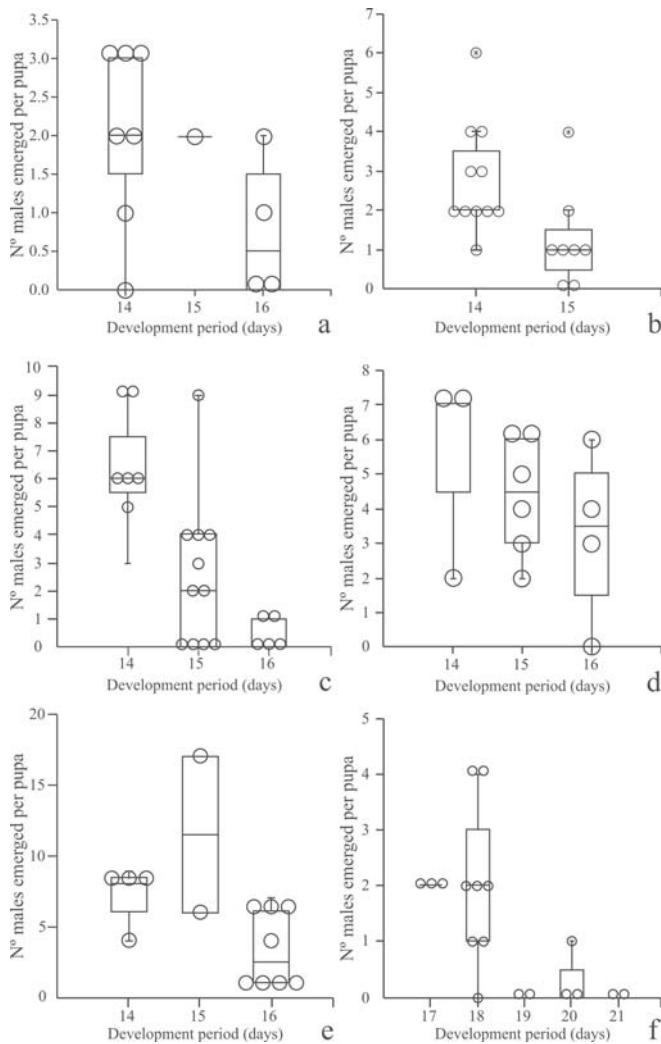 Nº males emerged per pupa
3.0
2.5
2.0
1.5
1.0
0.5
0.0
14 15 16
Development period (days)
a
Nº males emerged per pupa
7
6
5
4
3
2
1
0
14 15
Development period (days)
b
Nº males emerged per pupa
10
9
8
7
6
5
4
3
2
1
0
14 15 16
Development period (days)
c
Nº males emerged per pupa
8
7
6
5
4
3
2
1
0
14 15 16
Development period (days)
d
Nº males emerged per pupa
20
15
10
5
0
14 15 16
Development period (days)
e
Nº males emerged per pupa
5
4
3
2
1
0
17 18 19 20 21
Development period (days)
f